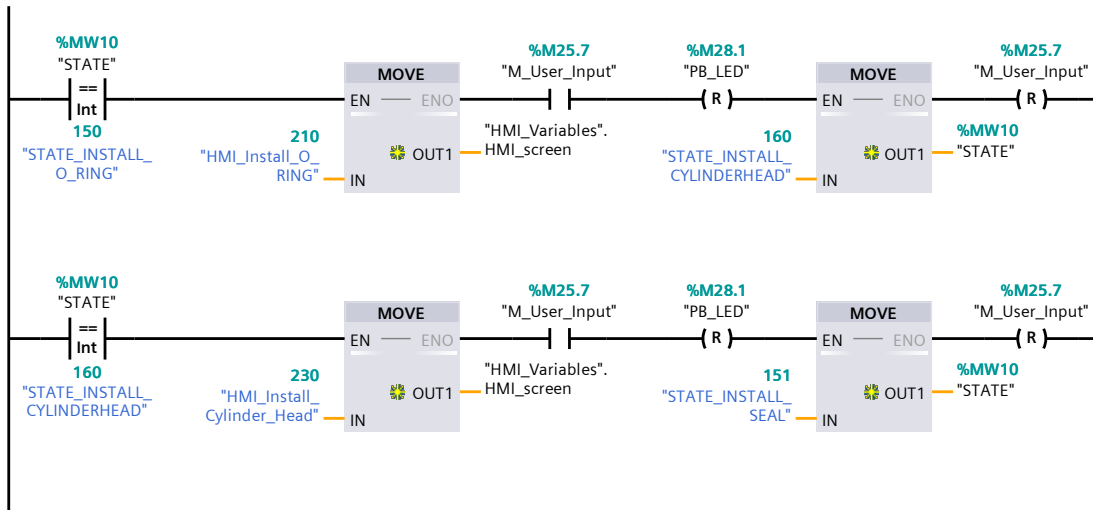 %MW10
"STATE"
==
Int
150
"STATE_INSTALL_
O_RING"
MOVE
EN
ENO
210
"HMI_Install_O_
RING"
IN
OUT1
"HMI_Variables".
HMI_screen
%M25.7
"M_User_Input"
%M28.1
"PB_LED"
R
MOVE
EN
ENO
160
"STATE_INSTALL_
CYLINDERHEAD"
IN
OUT1
%MW10
"STATE"
%M25.7
"M_User_Input"
R
%MW10
"STATE"
==
Int
160
"STATE_INSTALL_
CYLINDERHEAD"
MOVE
EN
ENO
230
"HMI_Install_
Cylinder_Head"
IN
OUT1
"HMI_Variables".
HMI_screen
%M25.7
"M_User_Input"
%M28.1
"PB_LED"
R
MOVE
EN
ENO
151
"STATE_INSTALL_
SEAL"
IN
OUT1
%MW10
"STATE"
%M25.7
"M_User_Input"
R